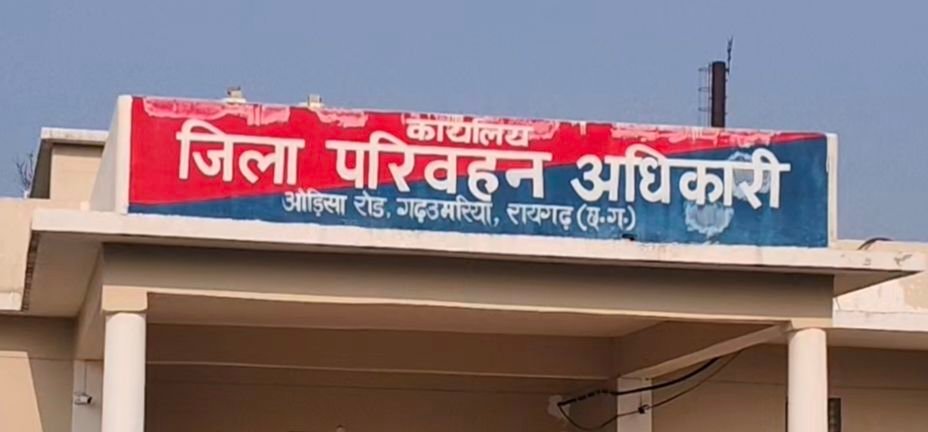 कार्यालय
जिला परिवहन अधिकारी
ओड़िसा रोड, गढ़उमरिया, रायगढ़ (छ.ग.)